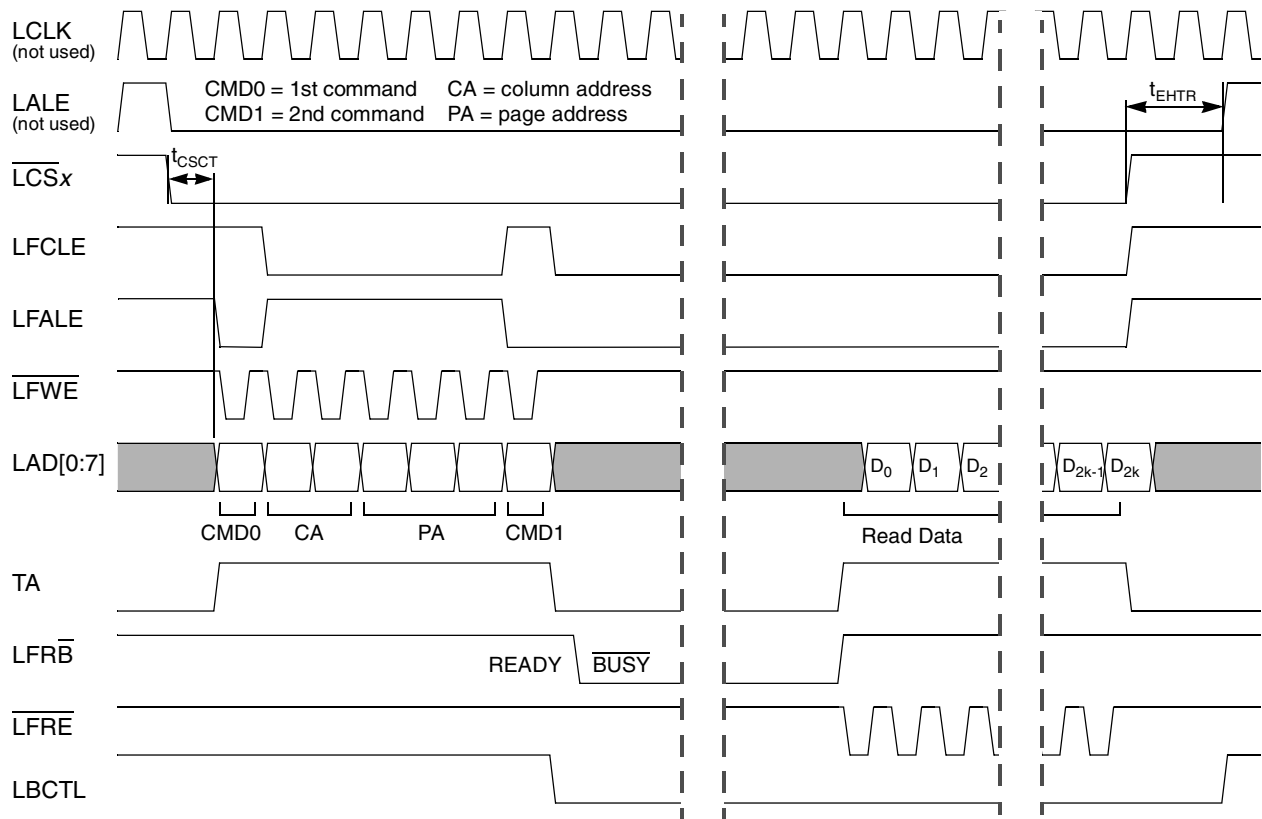 LCLK
(not used)
LALE
(not used)
CMD0 = 1st command CA = column address
CMD1 = 2nd command PA = page address
tEHTR
LCSx
tCSCT
LFCLE
LFALE
LFWE
LAD[0:7]
D0 D1 D2 D2k-1 D2k
CMD0 CA PA CMD1 Read Data
TA
LFRB
READY BUSY
LFRE
LBCTL